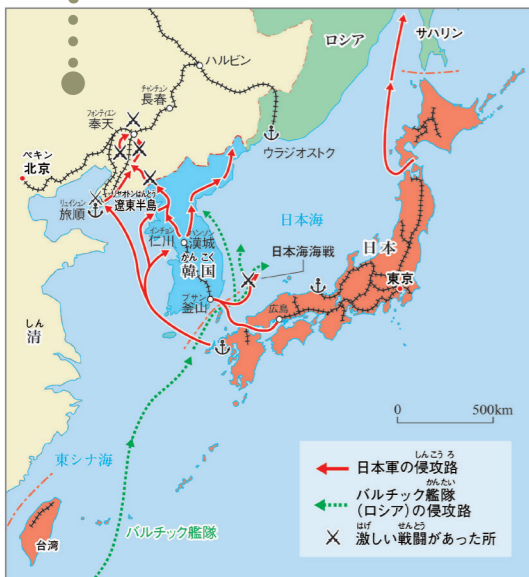 ロシア
サハリン
ハルビン
チャンチュン
長春
フォンティエン
奉天
ペキン
北京
ウラジオストク
リャオトンはんとう
遼東半島
リュイシュン
旅順
インチョン
仁川
ハンソン
漢城
かんこく
韓国
日本海
日本海海戦
日本
東京
プサン
釜山
広島
しん
清
0 500km
東シナ海
台湾
バルチック艦隊
しんこうろ
日本軍の侵攻路
かんたい
バルチック艦隊
(ロシア)の侵攻路
はげ せんとう
激しい戦闘があった所